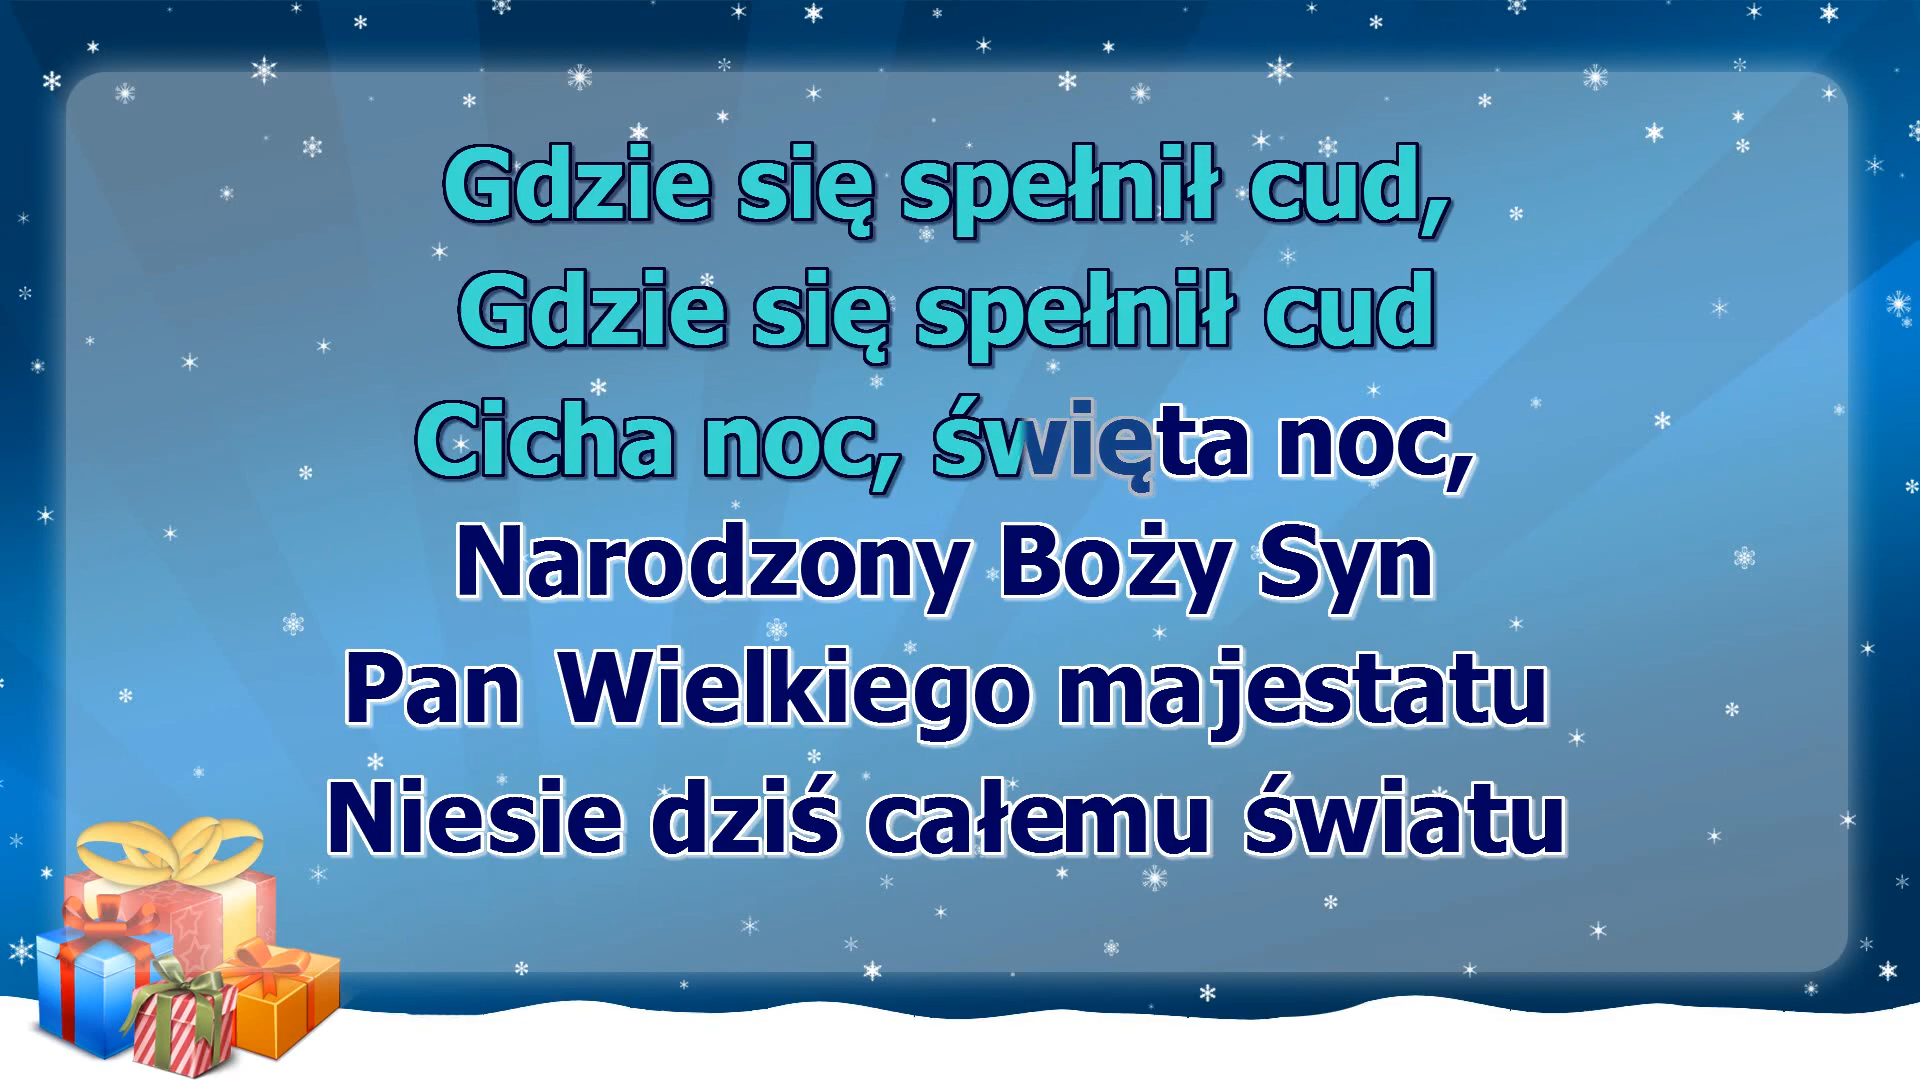 Gdzie się spełnił cud,
Gdzie się spełnił cud
Cicha noc, święta noc,
Narodzony Boży Syn
Pan Wielkiego majestatu
Niesie dziś całemu światu